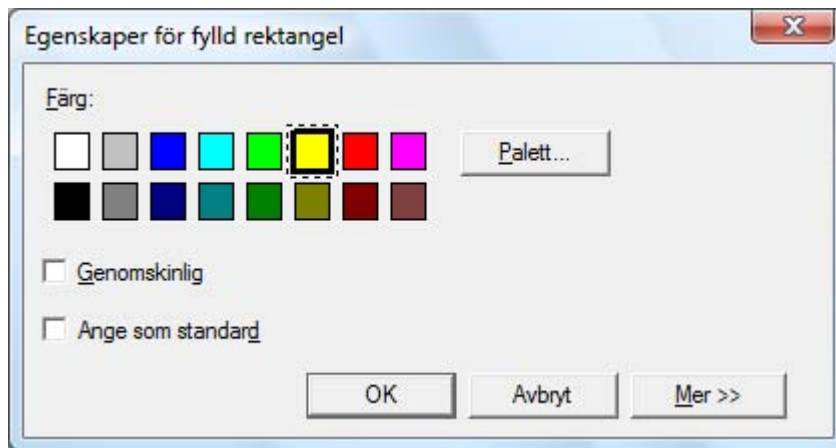 Egenskaper för fylld rektangel
Färg:
Palett...
Genomskinlig
Ange som standard
OK Avbryt Mer >>